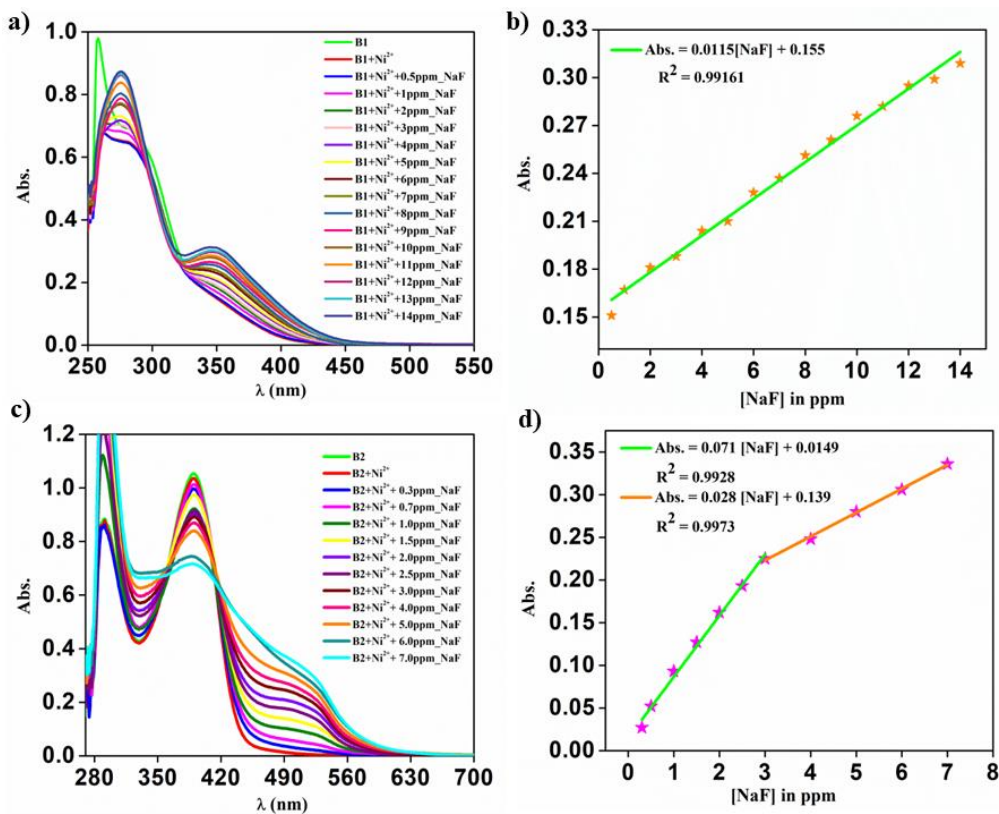 a)
1.0
0.8
0.6
0.4
0.2
0.0
Abs.
B1
B1+Ni²⁺
B1+Ni²⁺+0.5ppm_NaF
B1+Ni²⁺+1ppm_NaF
B1+Ni²⁺+2ppm_NaF
B1+Ni²⁺+3ppm_NaF
B1+Ni²⁺+4ppm_NaF
B1+Ni²⁺+5ppm_NaF
B1+Ni²⁺+6ppm_NaF
B1+Ni²⁺+7ppm_NaF
B1+Ni²⁺+8ppm_NaF
B1+Ni²⁺+9ppm_NaF
B1+Ni²⁺+10ppm_NaF
B1+Ni²⁺+11ppm_NaF
B1+Ni²⁺+12ppm_NaF
B1+Ni²⁺+13ppm_NaF
B1+Ni²⁺+14ppm_NaF
250 300 350 400 450 500 550
λ (nm)
b)
0.33
0.30
0.27
0.24
0.21
0.18
0.15
Abs.
Abs. = 0.0115[NaF] + 0.155
R² = 0.99161
0 2 4 6 8 10 12 14
[NaF] in ppm
c)
1.2
1.0
0.8
0.6
0.4
0.2
0.0
Abs.
B2
B2+Ni²⁺
B2+Ni²⁺+ 0.3ppm_NaF
B2+Ni²⁺+ 0.7ppm_NaF
B2+Ni²⁺+ 1.0ppm_NaF
B2+Ni²⁺+ 1.5ppm_NaF
B2+Ni²⁺+ 2.0ppm_NaF
B2+Ni²⁺+ 2.5ppm_NaF
B2+Ni²⁺+ 3.0ppm_NaF
B2+Ni²⁺+ 4.0ppm_NaF
B2+Ni²⁺+ 5.0ppm_NaF
B2+Ni²⁺+ 6.0ppm_NaF
B2+Ni²⁺+ 7.0ppm_NaF
280 350 420 490 560 630 700
λ (nm)
d)
0.35
0.30
0.25
0.20
0.15
0.10
0.05
0.00
Abs.
Abs. = 0.071 [NaF] + 0.0149
R² = 0.9928
Abs. = 0.028 [NaF] + 0.139
R² = 0.9973
0 1 2 3 4 5 6 7 8
[NaF] in ppm